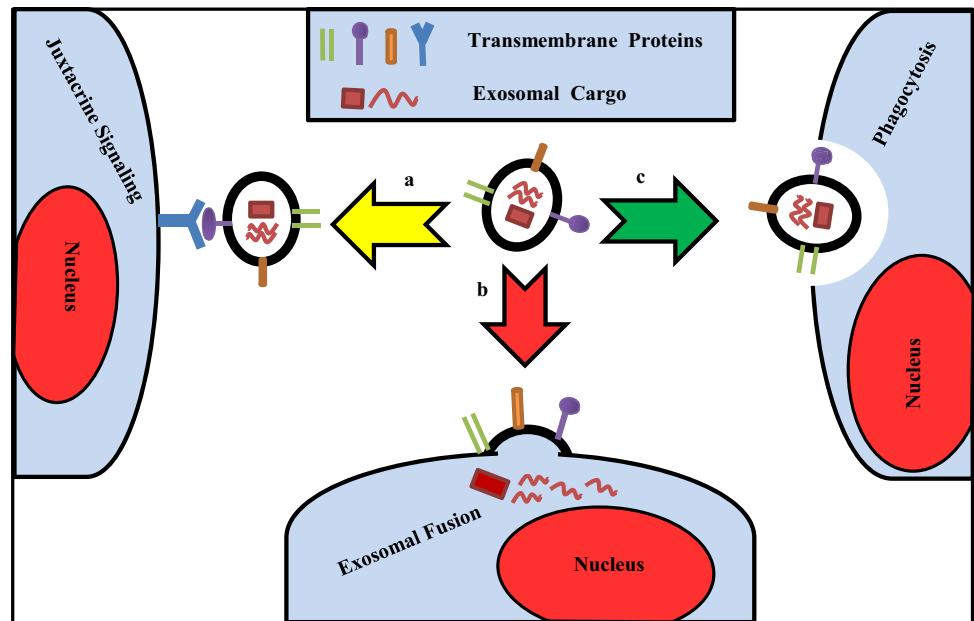 Transmembrane Proteins
Exosomal Cargo
Juxtacrine Signaling
Nucleus
a
b
c
Phagocytosis
Nucleus
Exosomal Fusion
Nucleus